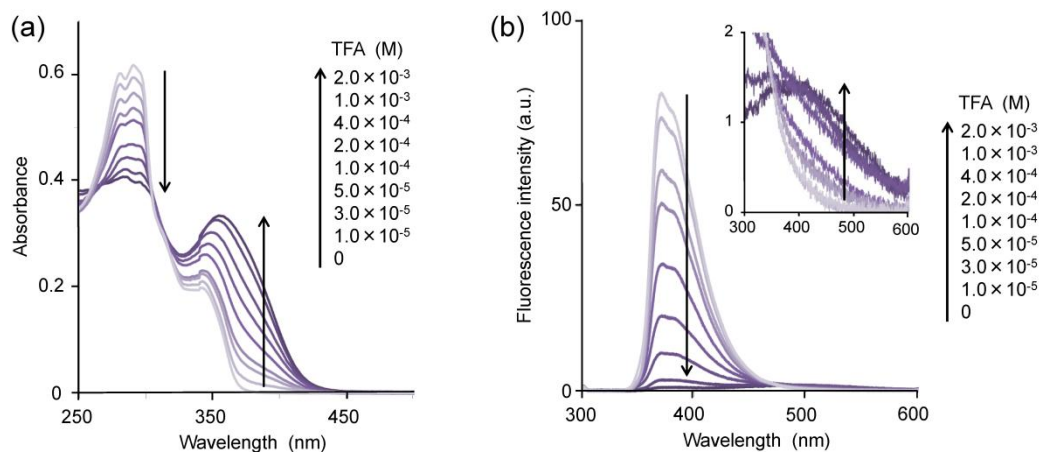 (a)
Absorbance
0.6
0.4
0.2
0
250
350
450
Wavelength (nm)
TFA (M)
2.0 × 10-3
1.0 × 10-3
4.0 × 10-4
2.0 × 10-4
1.0 × 10-4
5.0 × 10-5
3.0 × 10-5
1.0 × 10-5
0
(b)
Fluorescence intensity (a.u.)
100
50
0
300
400
500
600
Wavelength (nm)
2
1
0
300
400
500
600
TFA (M)
2.0 × 10-3
1.0 × 10-3
4.0 × 10-4
2.0 × 10-4
1.0 × 10-4
5.0 × 10-5
3.0 × 10-5
1.0 × 10-5
0